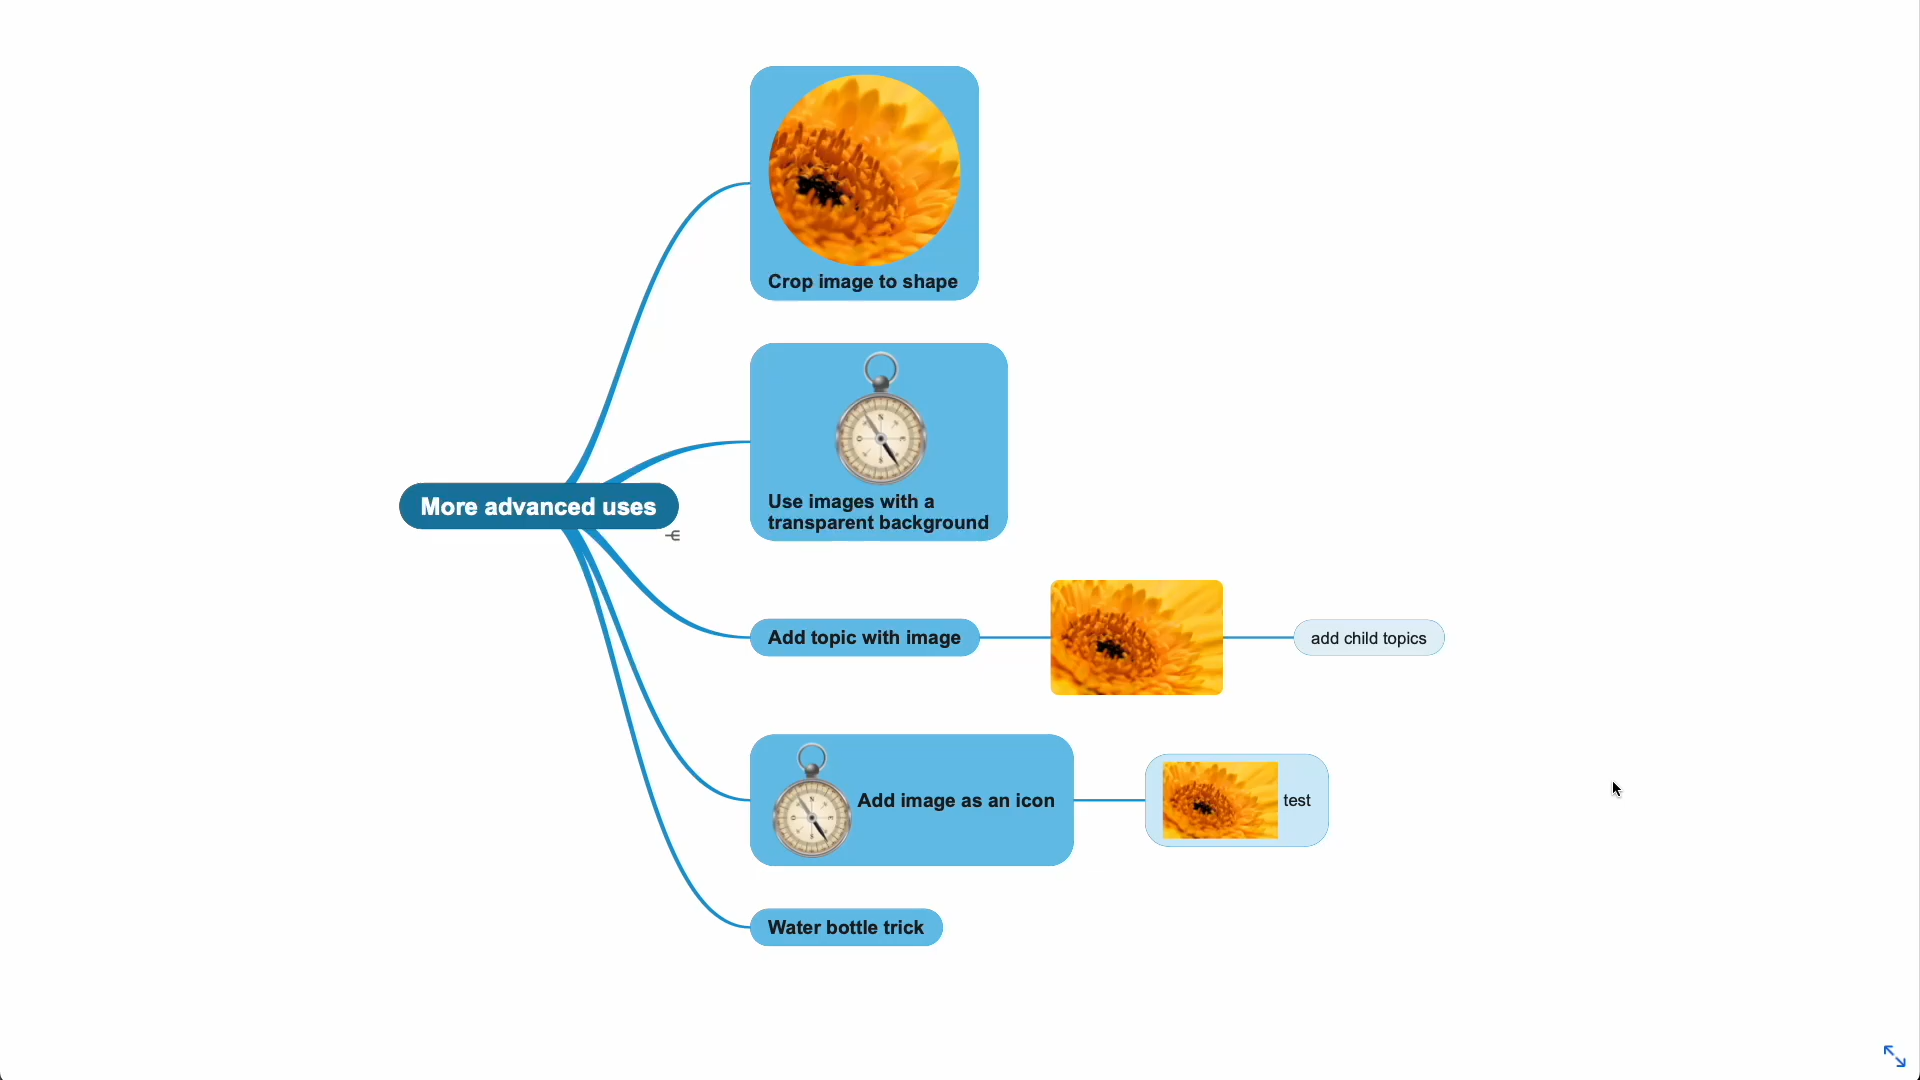 Crop image to shape
Use images with a
transparent background
More advanced uses
Add topic with image
add child topics
Add image as an icon
test
Water bottle trick